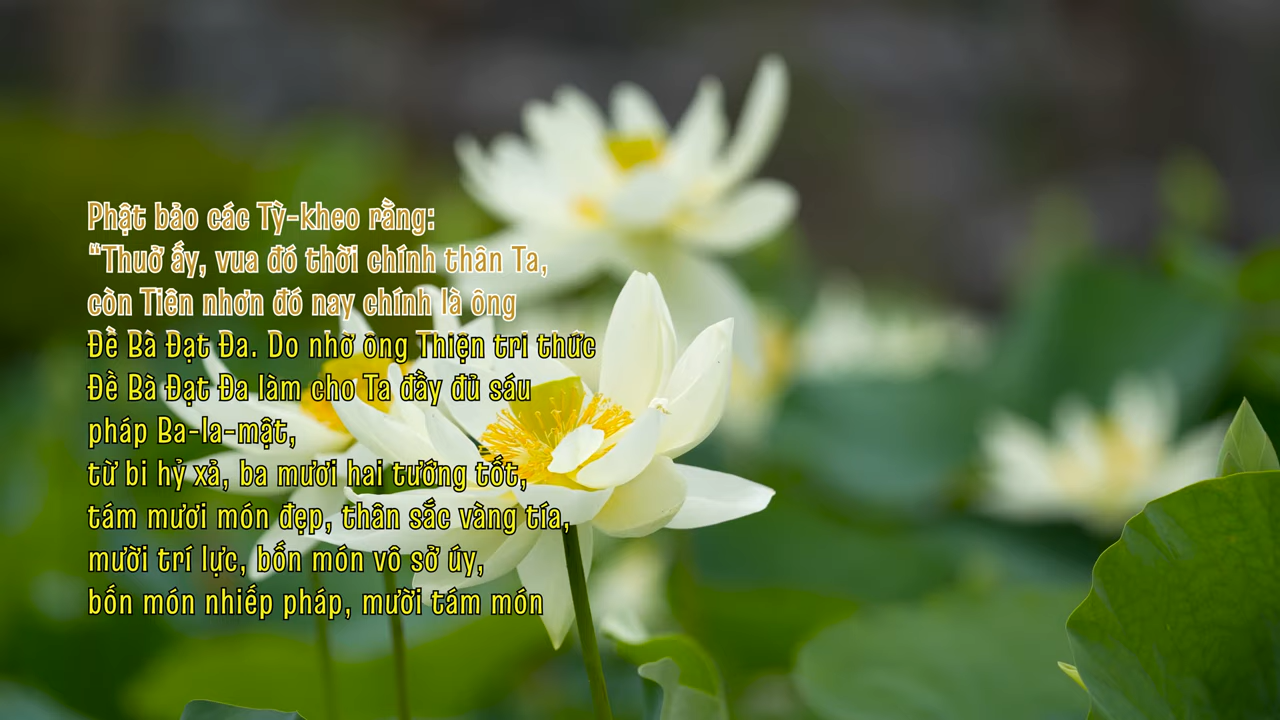 Phật bảo các Tỳ-kheo rằng:
“Thuở ấy, vua đó thời chính thân Ta,
còn Tiên nhơn đó nay chính là ông
Đề Bà Đạt Đa. Do nhờ ông Thiện tri thức
Đề Bà Đạt Đa làm cho Ta đầy đủ sáu
pháp Ba-la-mật,
từ bi hỷ xả, ba mươi hai tướng tốt,
tám mươi món đẹp, thân sắc vàng tía,
mười trí lực, bốn món vô sở úy,
bốn món nhiếp pháp, mười tám món